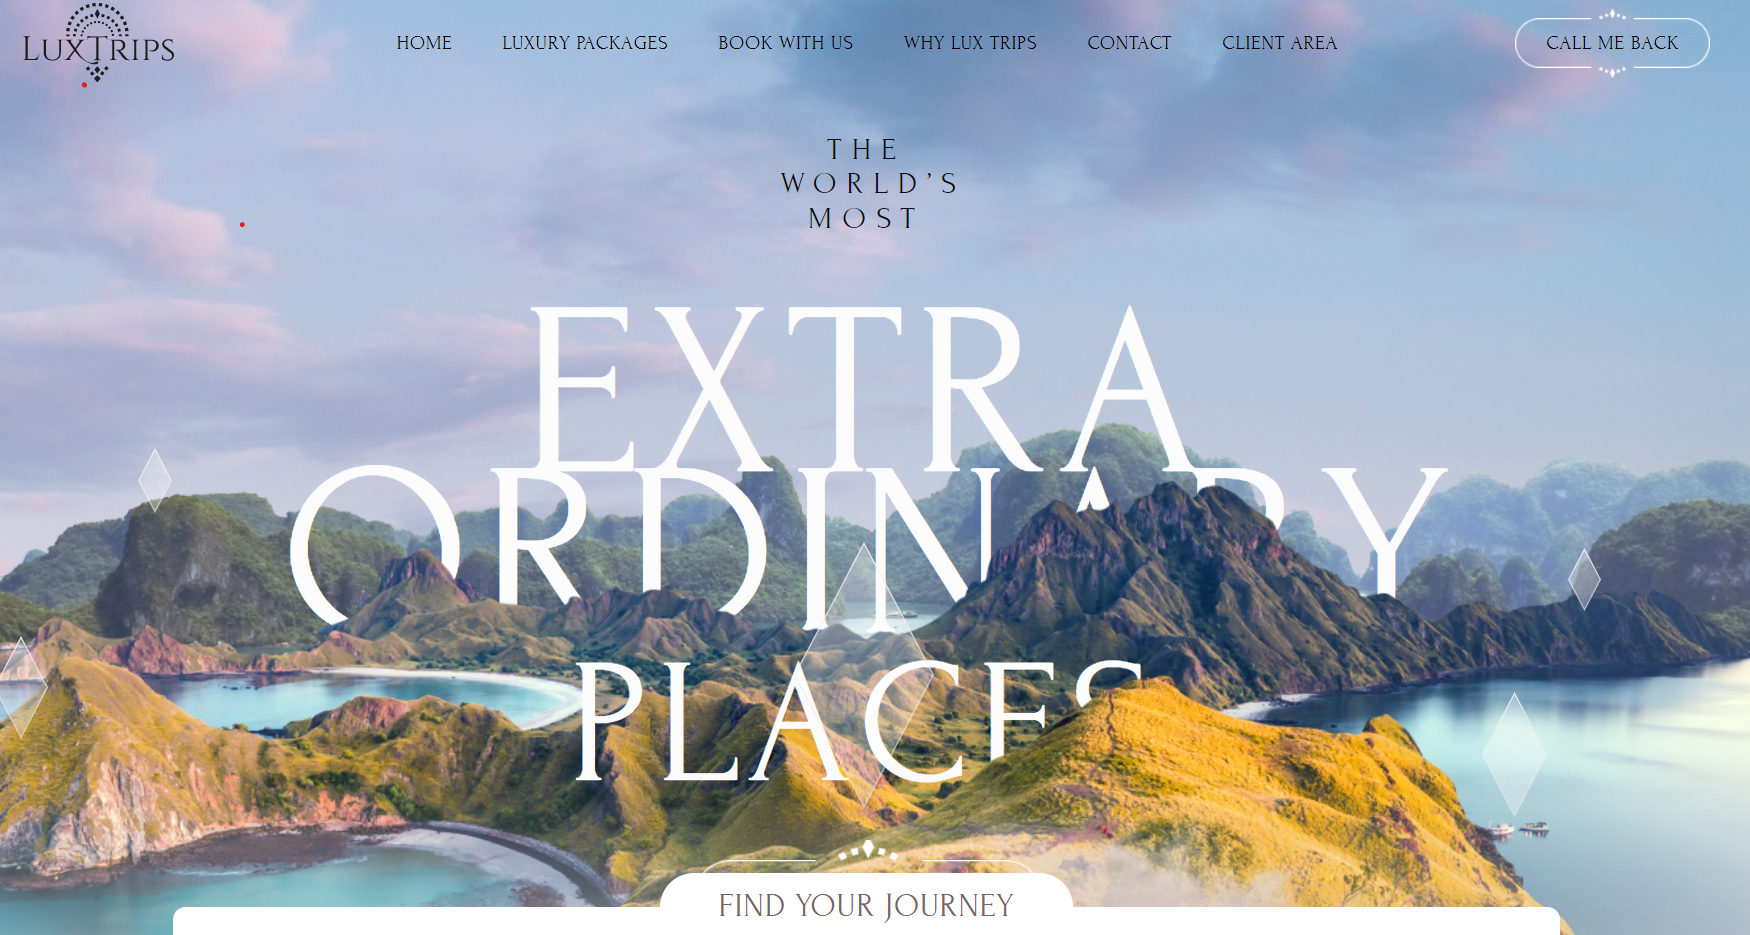 LUXTRIPS
HOME
LUXURY PACKAGES
BOOK WITH US
WHY LUX TRIPS
CONTACT
CLIENT AREA
CALL ME BACK
THE
WORLD'S
MOST
EXTRA
ORDINARY
PLACES
FIND YOUR JOURNEY